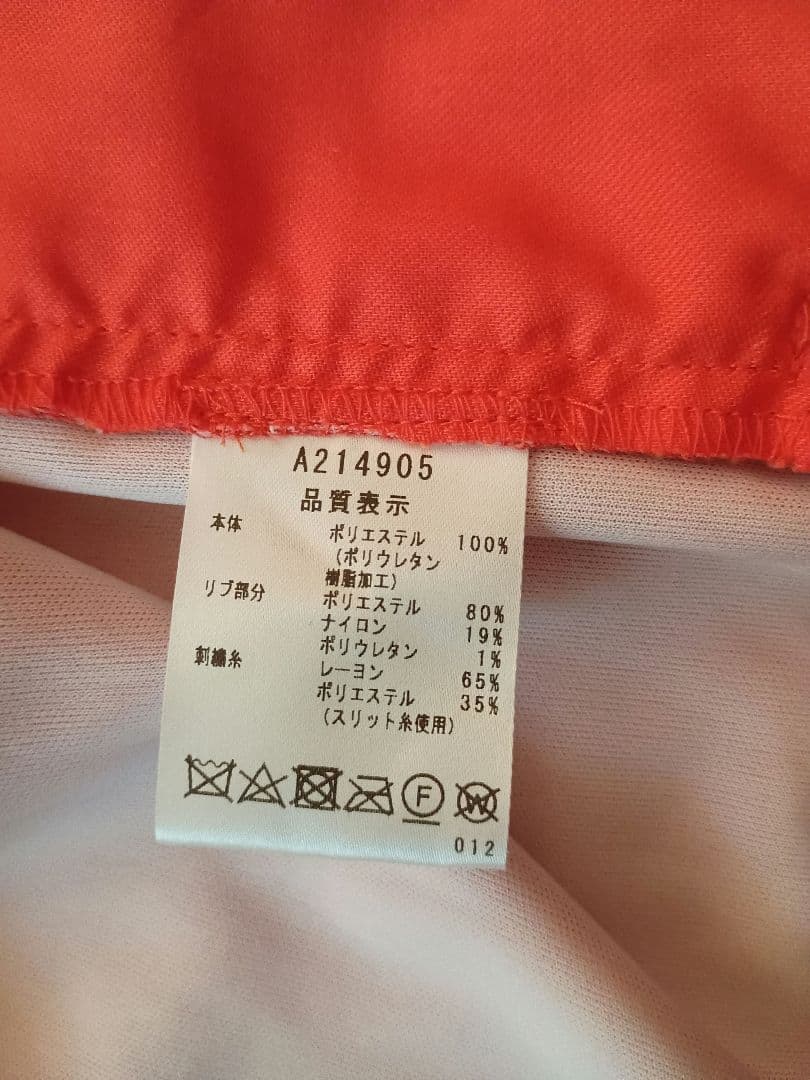 A214905
品質表示
本体 ポリエステル 100%
(ポリウレタン
樹脂加工)
リブ部分 ポリエステル 80%
ナイロン 19%
ポリウレタン 1%
刺繍糸 レーヨン 65%
ポリエステル 35%
(スリット糸使用)
F W
012